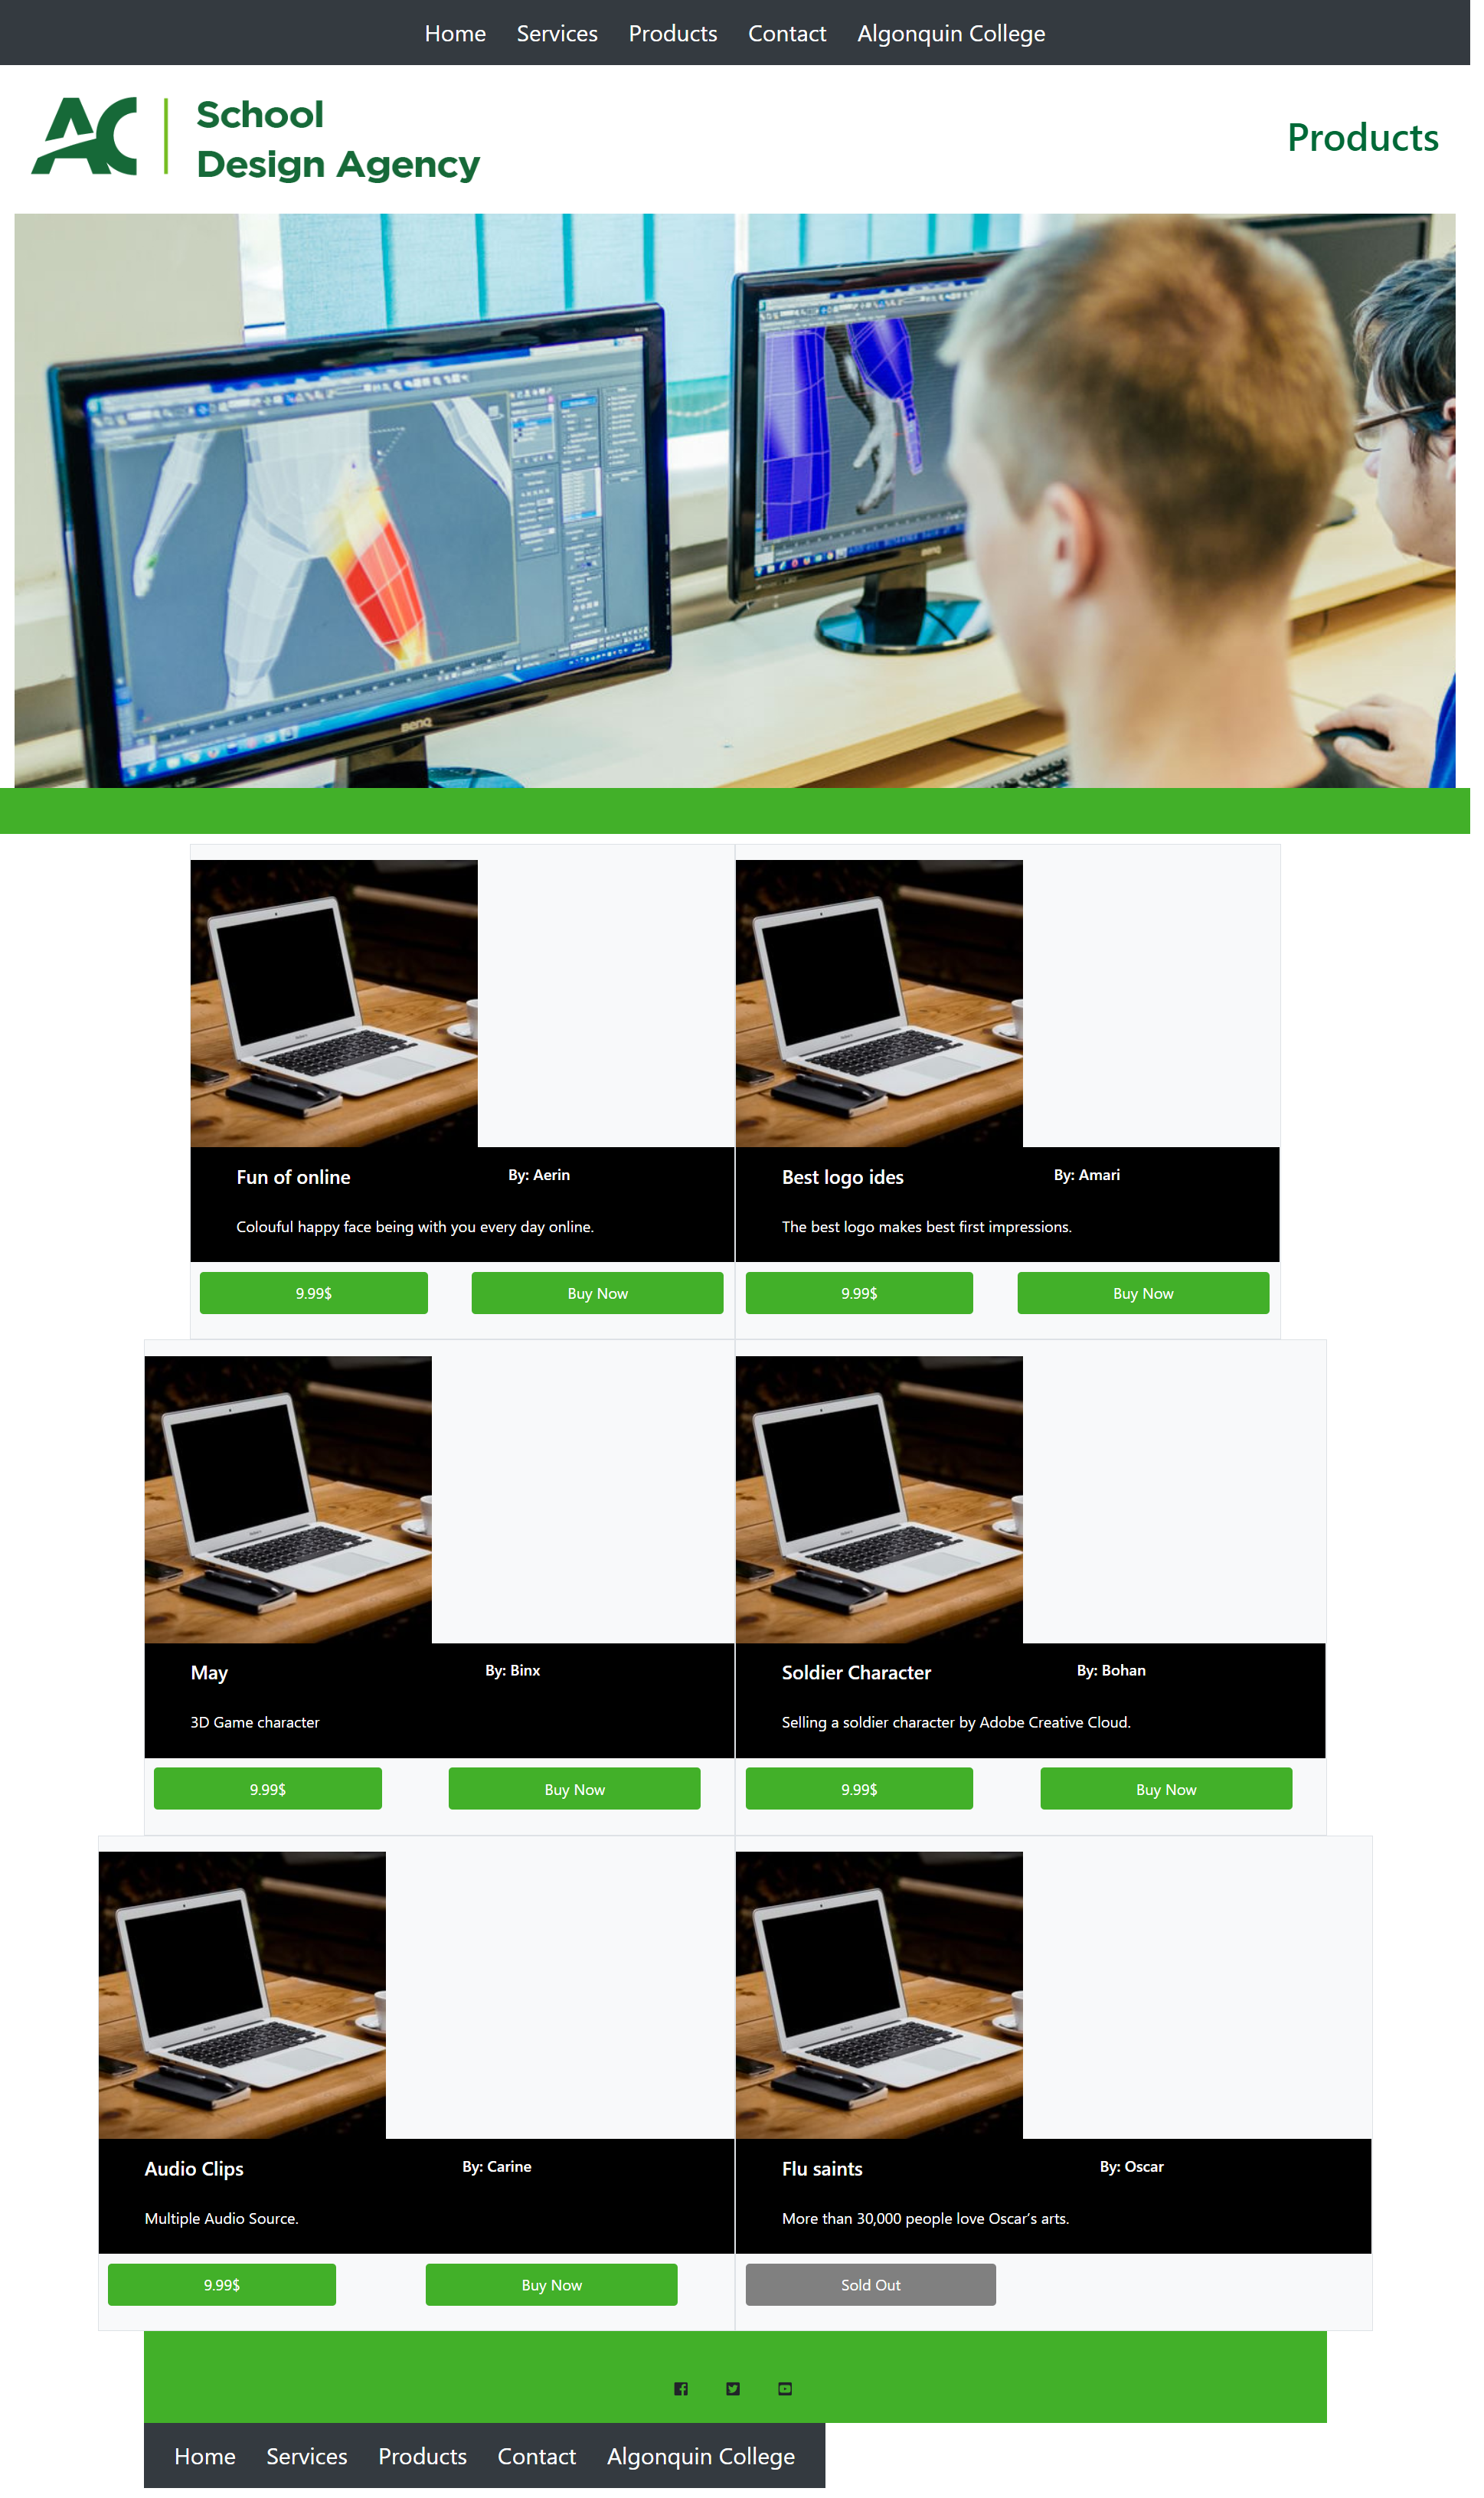 Home Services Products Contact Algonquin College
AC School
Design Agency
Products
BenQ
BenQ
Fun of online By: Aerin
Colouful happy face being with you every day online.
9.99$ Buy Now
Best logo ides By: Amari
The best logo makes best first impressions.
9.99$ Buy Now
May By: Binx
3D Game character
9.99$ Buy Now
Soldier Character By: Bohan
Selling a soldier character by Adobe Creative Cloud.
9.99$ Buy Now
Audio Clips By: Carine
Multiple Audio Source.
9.99$ Buy Now
Flu saints By: Oscar
More than 30,000 people love Oscar's arts.
Sold Out
Home Services Products Contact Algonquin College